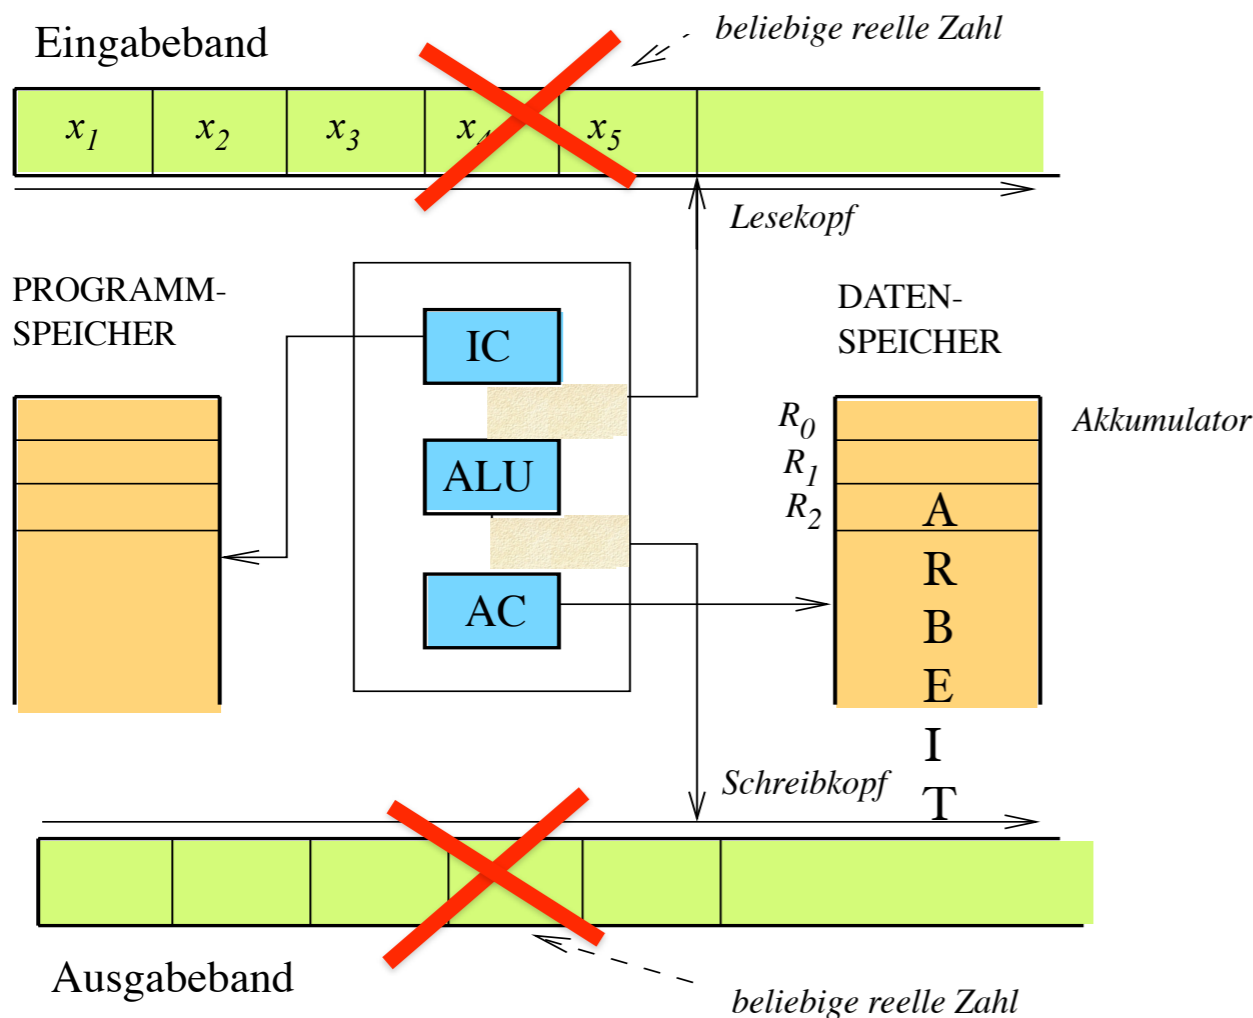 Eingabeband
beliebige reelle Zahl
x1 x2 x3 x4 x5
Lesekopf
PROGRAMM-
SPEICHER
IC
ALU
AC
DATEN-
SPEICHER
R0
R1
R2
Akkumulator
A
R
B
E
I
T
Schreibkopf
Ausgabeband
beliebige reelle Zahl